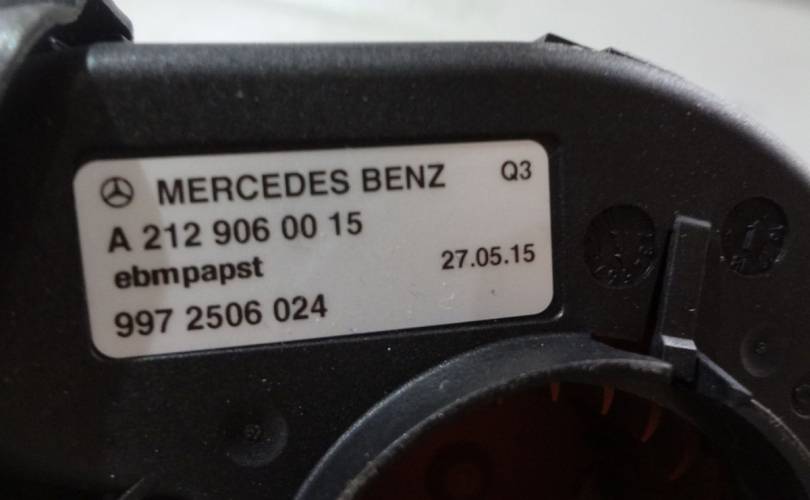 MERCEDES BENZ Q3
A 212 906 00 15
ebmpapst 27.05.15
997 2506 024